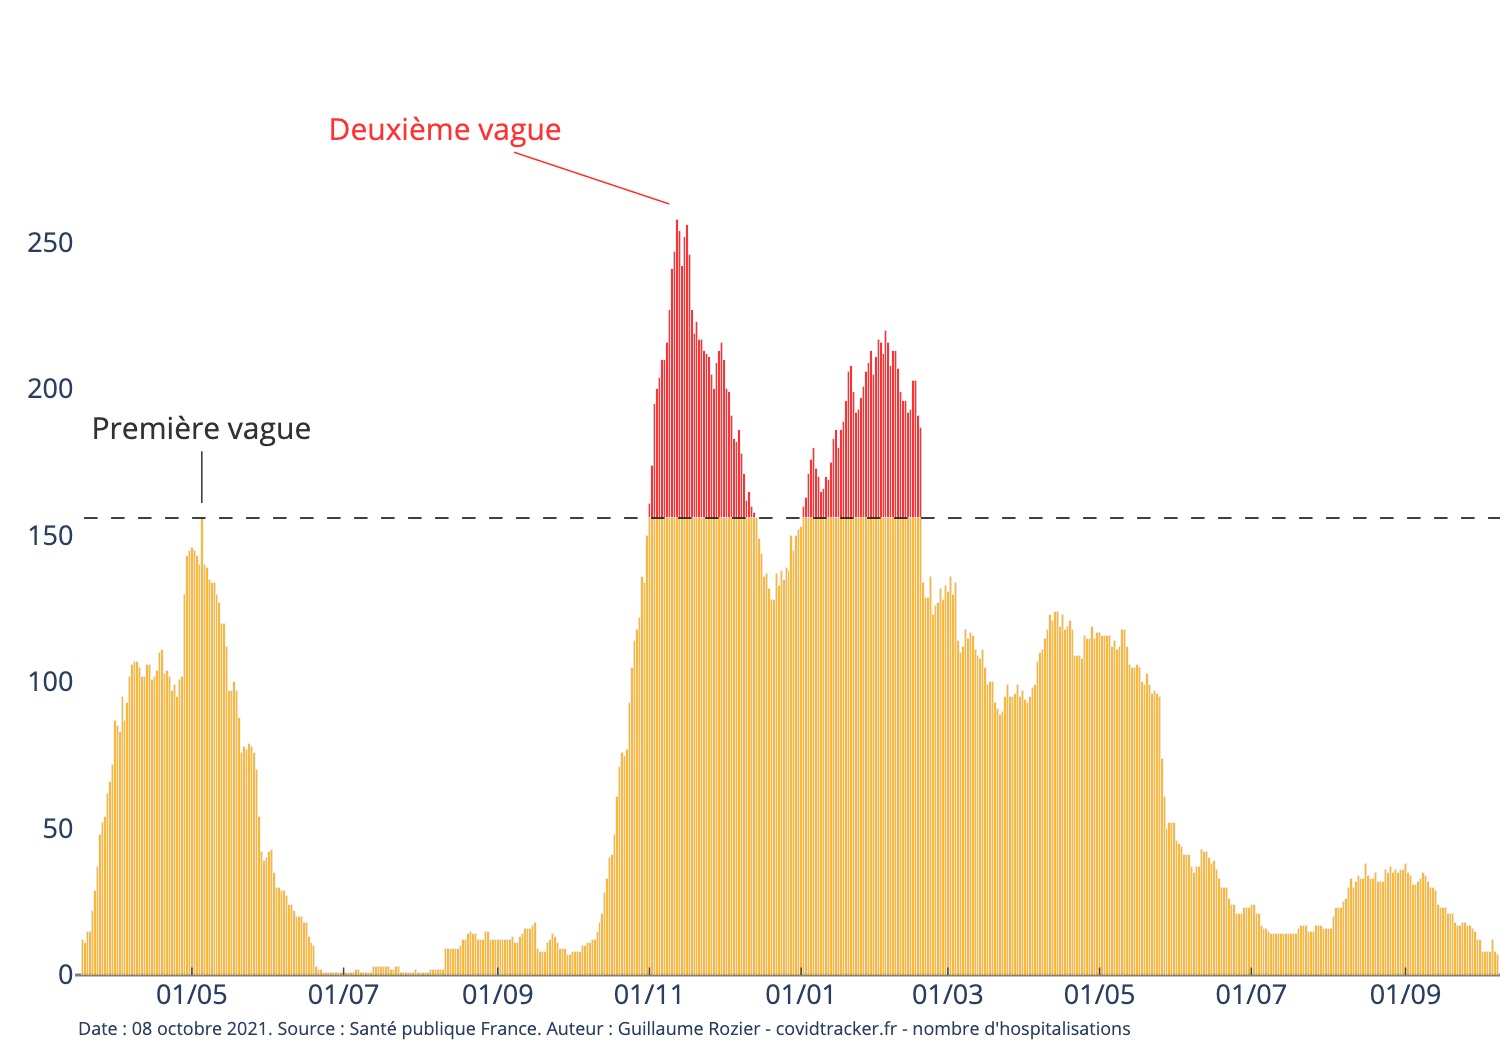 Deuxième vague
250
200
Première vague
150
100
50
0
01/05 01/07 01/09 01/11 01/01 01/03 01/05 01/07 01/09
Date : 08 octobre 2021. Source : Santé publique France. Auteur : Guillaume Rozier - covidtracker.fr - nombre d'hospitalisations